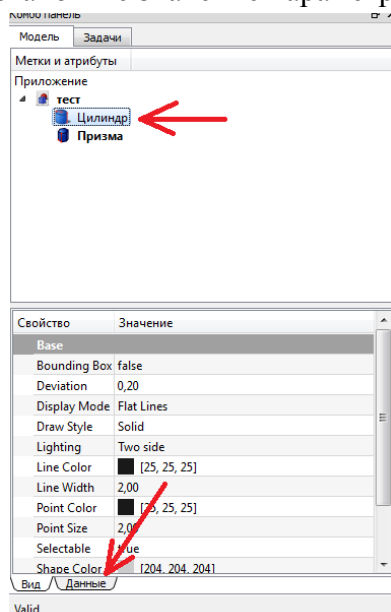 Комбо панель
Модель Задачи
Метки и атрибуты
Приложение
тест
Цилиндр
Призма
Свойство Значение
Base
Bounding Box false
Deviation 0,20
Display Mode Flat Lines
Draw Style Solid
Lighting Two side
Line Color [25, 25, 25]
Line Width 2,00
Point Color [25, 25, 25]
Point Size 2,00
Selectable true
Shape Color [204, 204, 204]
Вид Данные
Valid